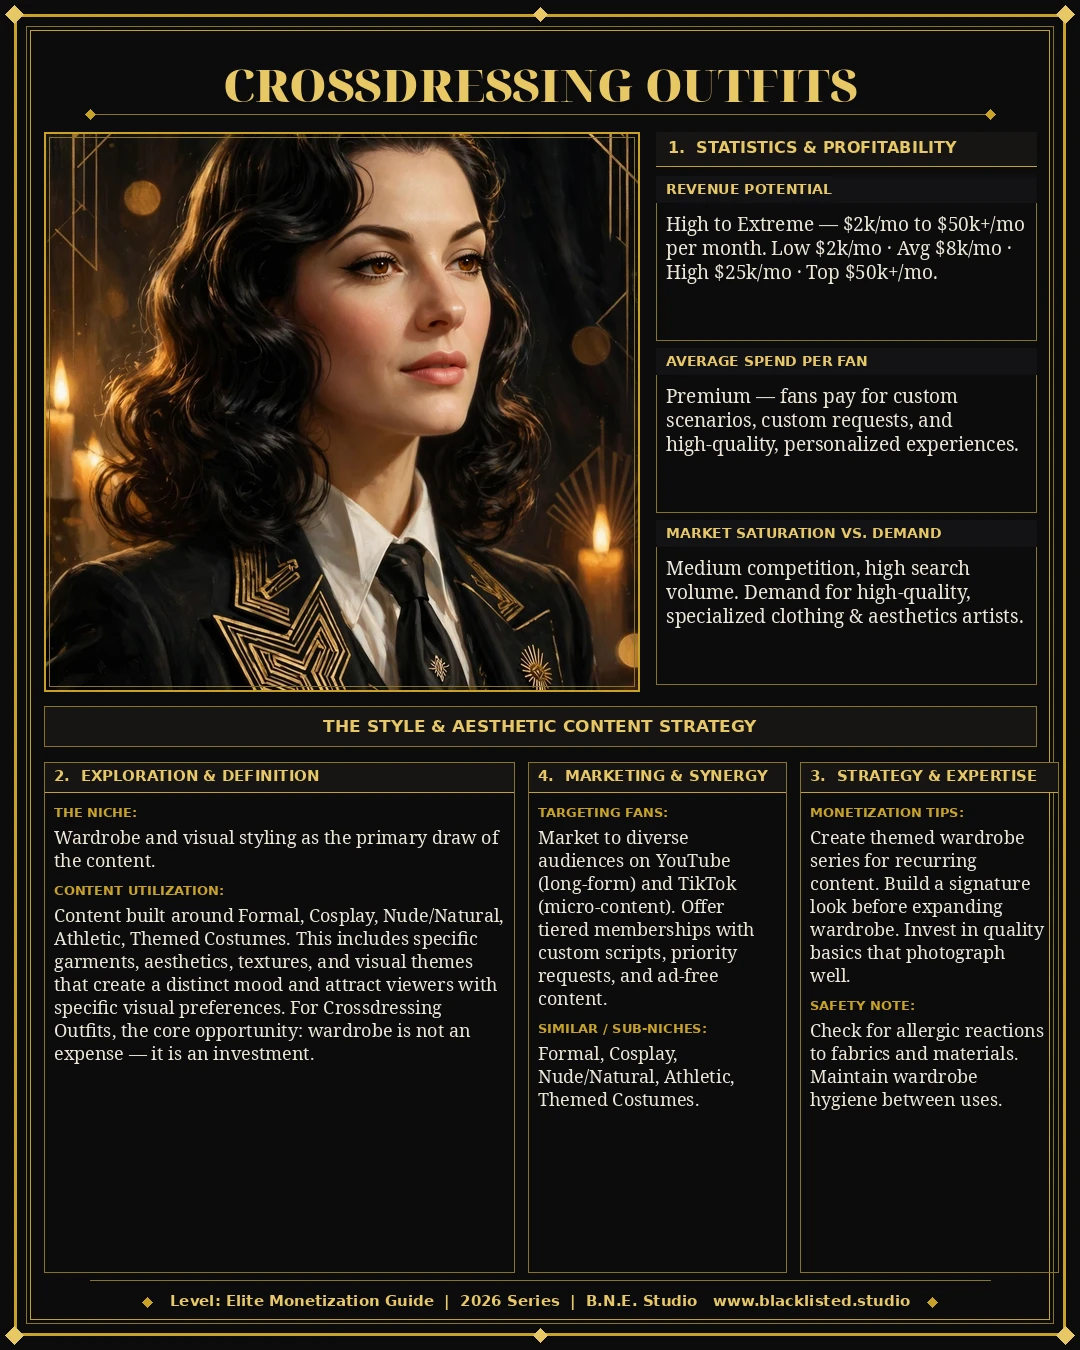 CROSSDRESSING OUTFITS
1.  STATISTICS & PROFITABILITY
REVENUE POTENTIAL
High to Extreme — $2k/mo to $50k+/mo
per month. Low $2k/mo · Avg $8k/mo ·
High $25k/mo · Top $50k+/mo.
AVERAGE SPEND PER FAN
Premium — fans pay for custom
scenarios, custom requests, and
high-quality, personalized experiences.
MARKET SATURATION VS. DEMAND
Medium competition, high search
volume. Demand for high-quality,
specialized clothing & aesthetics artists.
THE STYLE & AESTHETIC CONTENT STRATEGY
2.  EXPLORATION & DEFINITION
THE NICHE:
Wardrobe and visual styling as the primary draw of
the content.
CONTENT UTILIZATION:
Content built around Formal, Cosplay, Nude/Natural,
Athletic, Themed Costumes. This includes specific
garments, aesthetics, textures, and visual themes
that create a distinct mood and attract viewers with
specific visual preferences. For Crossdressing
Outfits, the core opportunity: wardrobe is not an
expense — it is an investment.
4.  MARKETING & SYNERGY
TARGETING FANS:
Market to diverse
audiences on YouTube
(long-form) and TikTok
(micro-content). Offer
tiered memberships with
custom scripts, priority
requests, and ad-free
content.
SIMILAR / SUB-NICHES:
Formal, Cosplay,
Nude/Natural, Athletic,
Themed Costumes.
3.  STRATEGY & EXPERTISE
MONETIZATION TIPS:
Create themed wardrobe
series for recurring
content. Build a signature
look before expanding
wardrobe. Invest in quality
basics that photograph
well.
SAFETY NOTE:
Check for allergic reactions
to fabrics and materials.
Maintain wardrobe
hygiene between uses.
Level: Elite Monetization Guide  |  2026 Series  |  B.N.E. Studio   www.blacklisted.studio